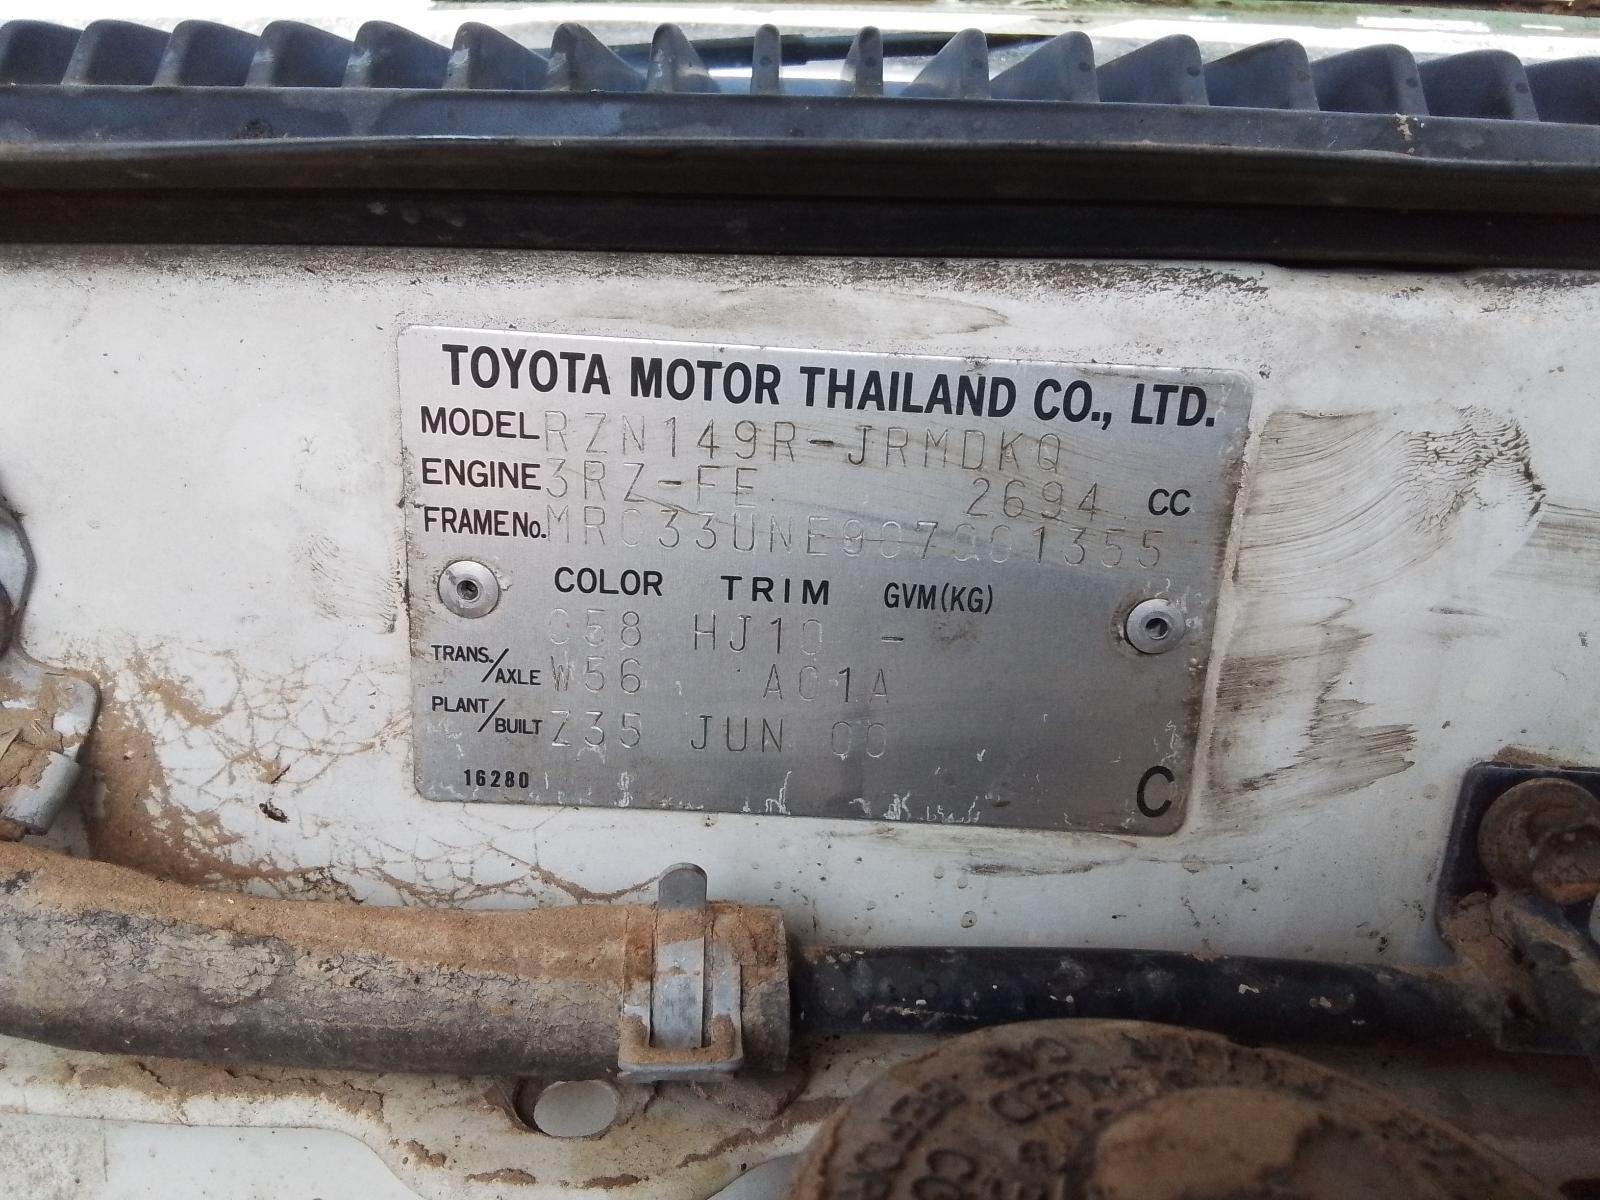 TOYOTA MOTOR THAILAND CO., LTD.
MODEL RZN149R-JRMDKQ
ENGINE 3RZ-FE 2694 CC
FRAME No. MR033UNE907001355
COLOR TRIM GVM(KG)
058 HJ10 -
TRANS./AXLE W56 A01A
PLANT/BUILT Z35 JUN 00
16280 C